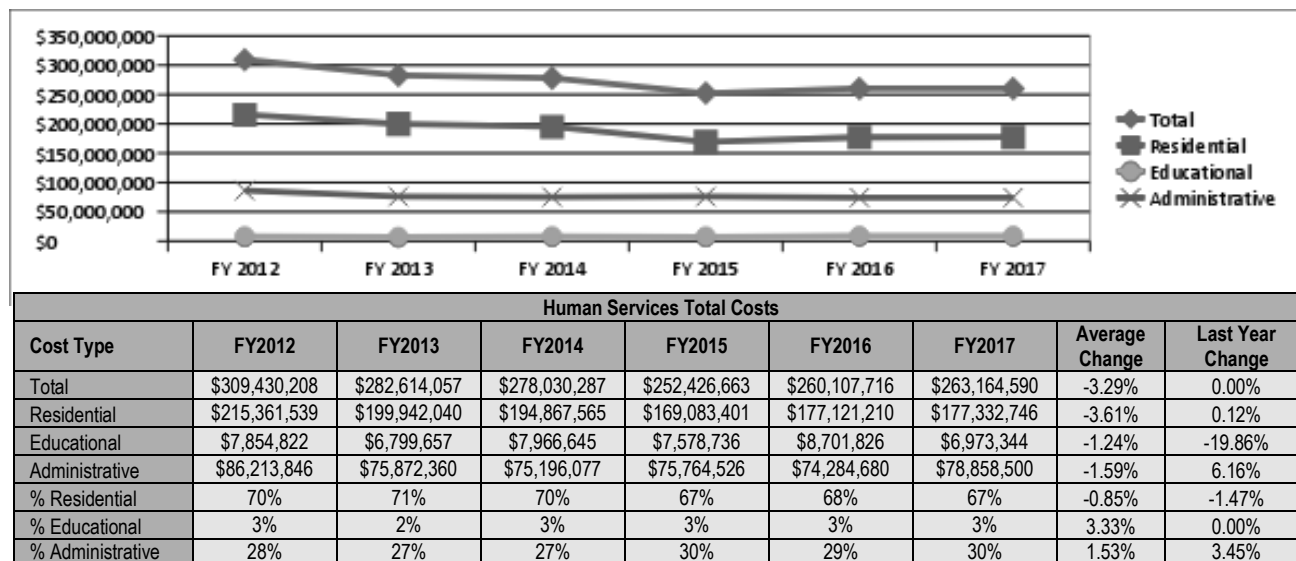 $350,000,000
$300,000,000
$250,000,000
$200,000,000
$150,000,000
$100,000,000
$50,000,000
$0
FY 2012 FY 2013 FY 2014 FY 2015 FY 2016 FY 2017
Total
Residential
Educational
Administrative
Human Services Total Costs
Cost Type FY2012 FY2013 FY2014 FY2015 FY2016 FY2017 Average Change Last Year Change
Total $309,430,208 $282,614,057 $278,030,287 $252,426,663 $260,107,716 $263,164,590 -3.29% 0.00%
Residential $215,361,539 $199,942,040 $194,867,565 $169,083,401 $177,121,210 $177,332,746 -3.61% 0.12%
Educational $7,854,822 $6,799,657 $7,966,645 $7,578,736 $8,701,826 $6,973,344 -1.24% -19.86%
Administrative $86,213,846 $75,872,360 $75,196,077 $75,764,526 $74,284,680 $78,858,500 -1.59% 6.16%
% Residential 70% 71% 70% 67% 68% 67% -0.85% -1.47%
% Educational 3% 2% 3% 3% 3% 3% 3.33% 0.00%
% Administrative 28% 27% 27% 30% 29% 30% 1.53% 3.45%